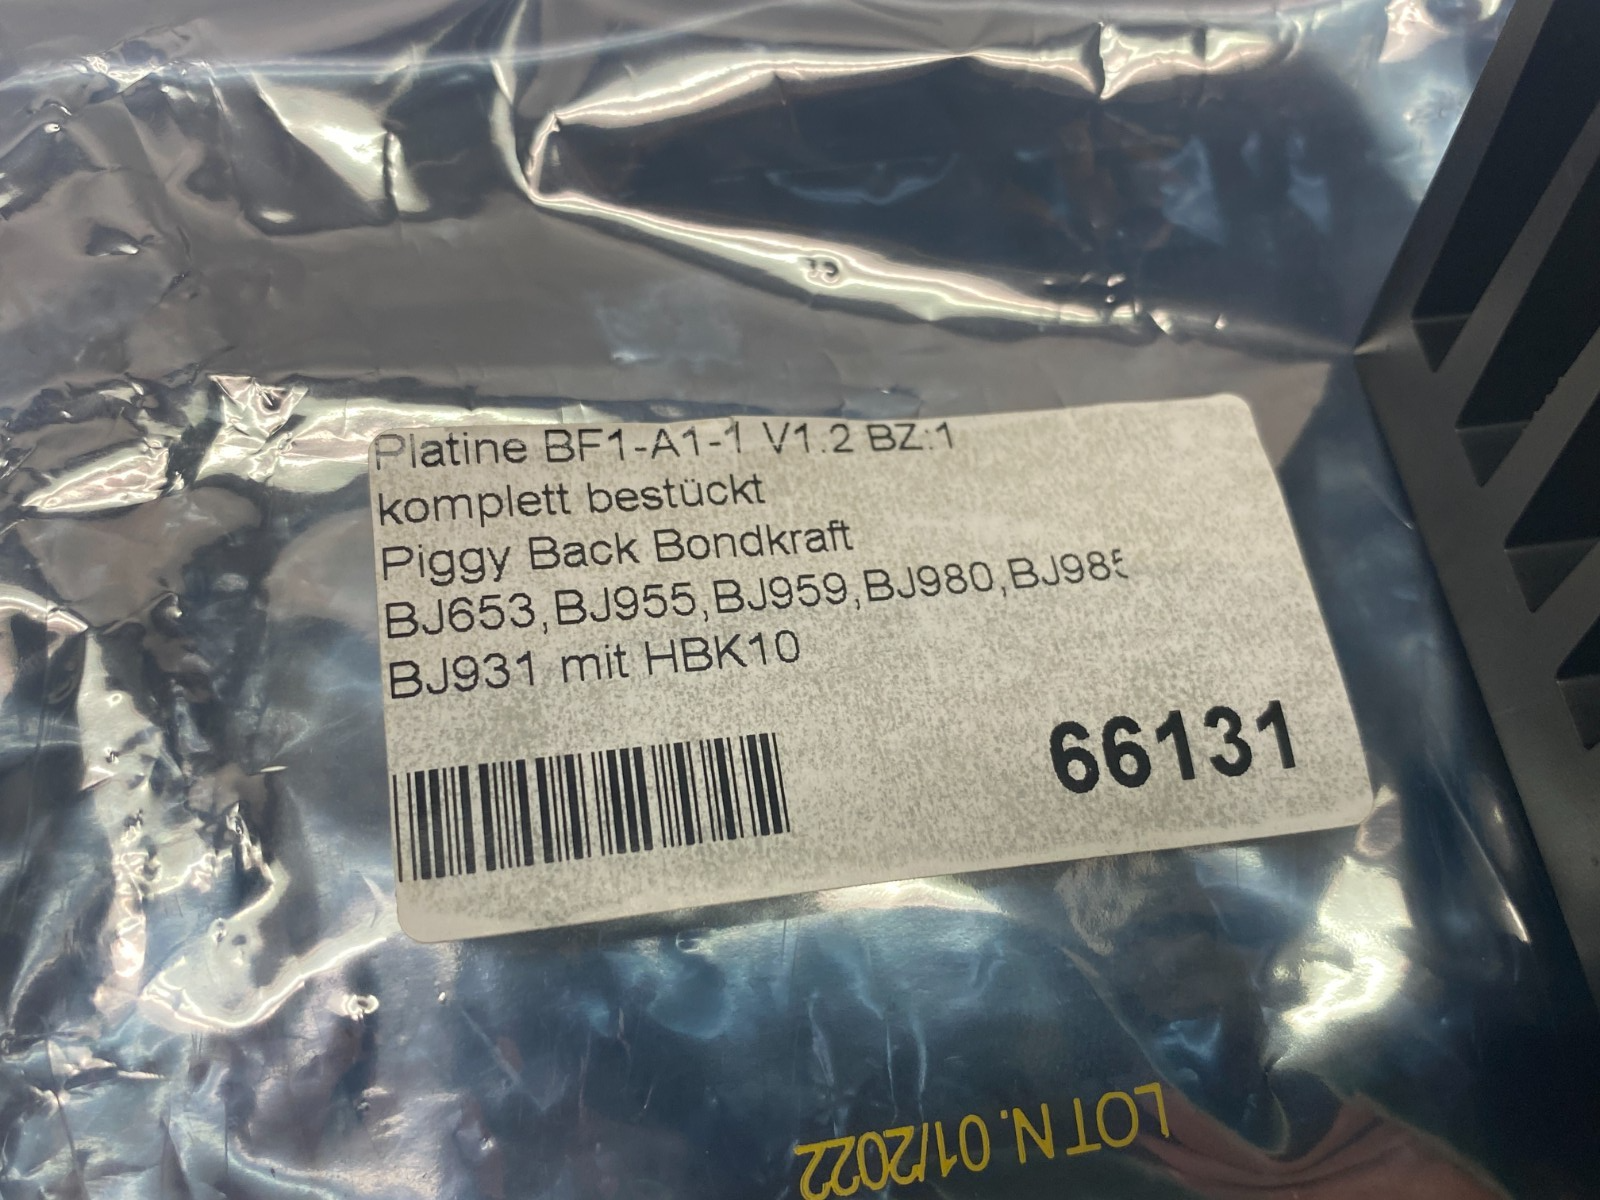 Platine BF1-A1-1 V1.2 BZ:1
komplett bestückt
Piggy Back Bondkraft
BJ653,BJ955,BJ959,BJ980,BJ985
BJ931 mit HBK10
66131
LOT N. 01/2022